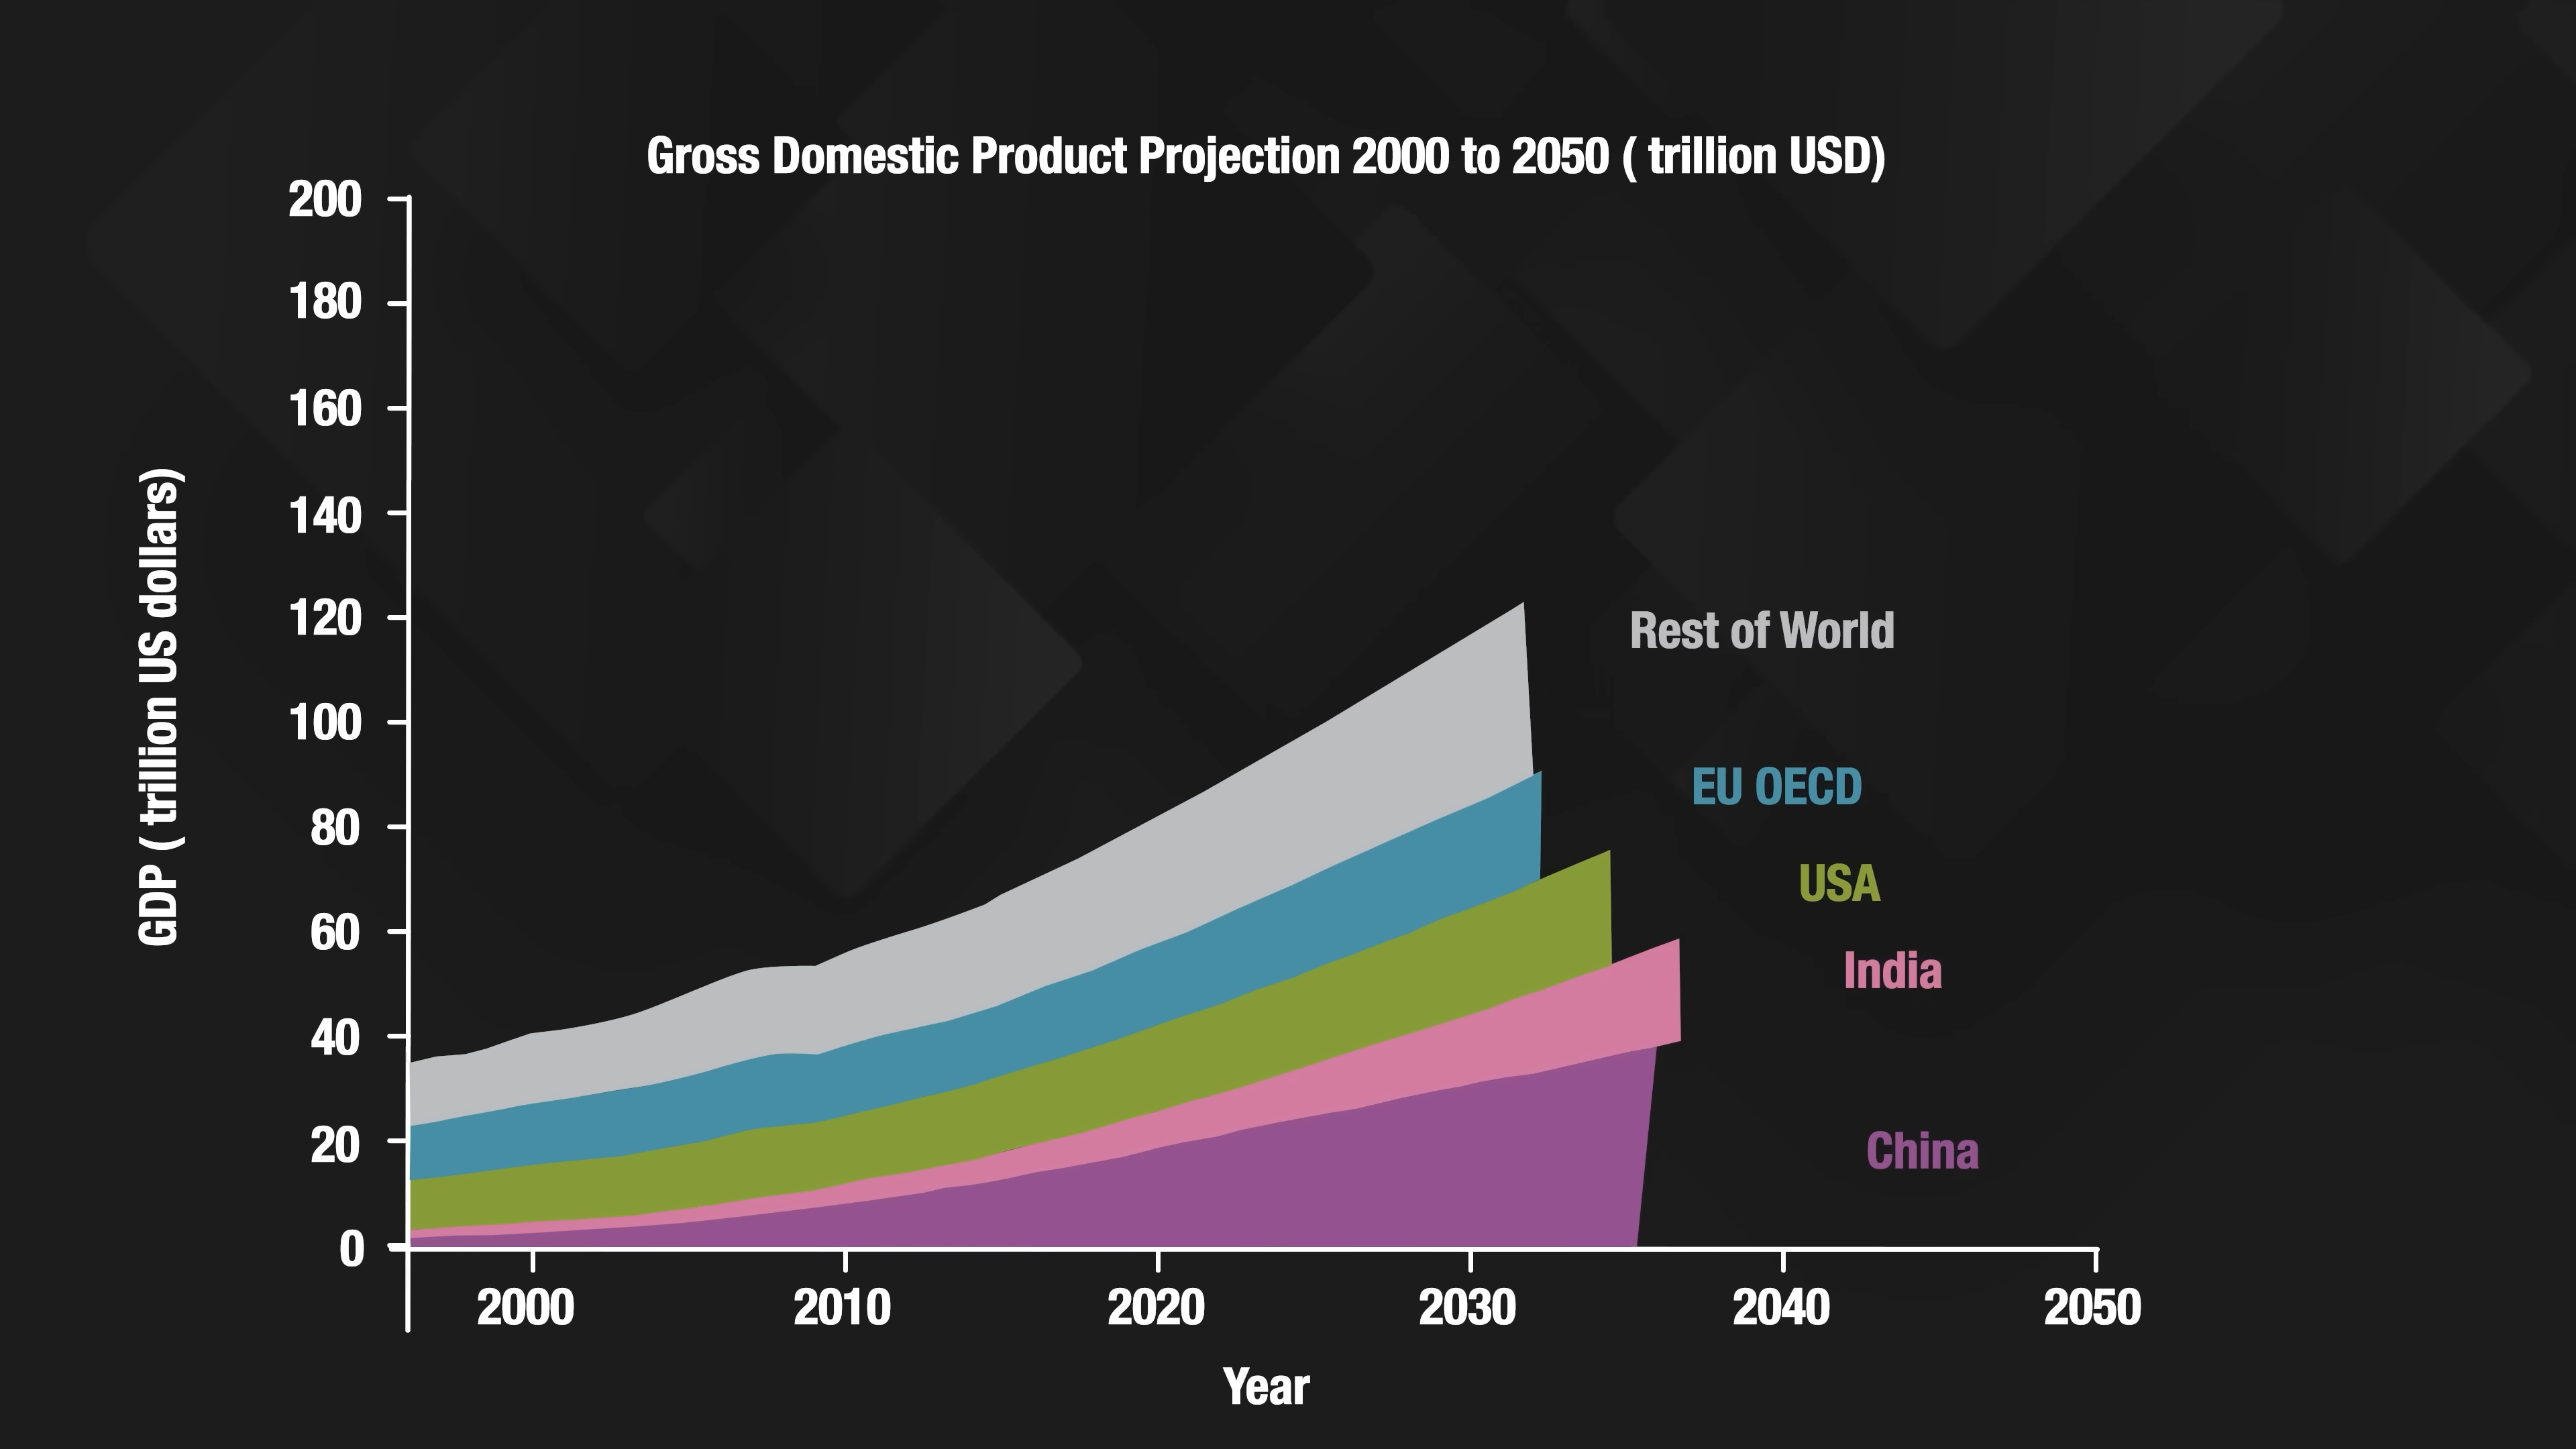 Gross Domestic Product Projection 2000 to 2050 ( trillion USD)
200
180
160
140
120
100
80
60
40
20
0
GDP ( trillion US dollars)
Rest of World
EU OECD
USA
India
China
2000 2010 2020 2030 2040 2050
Year